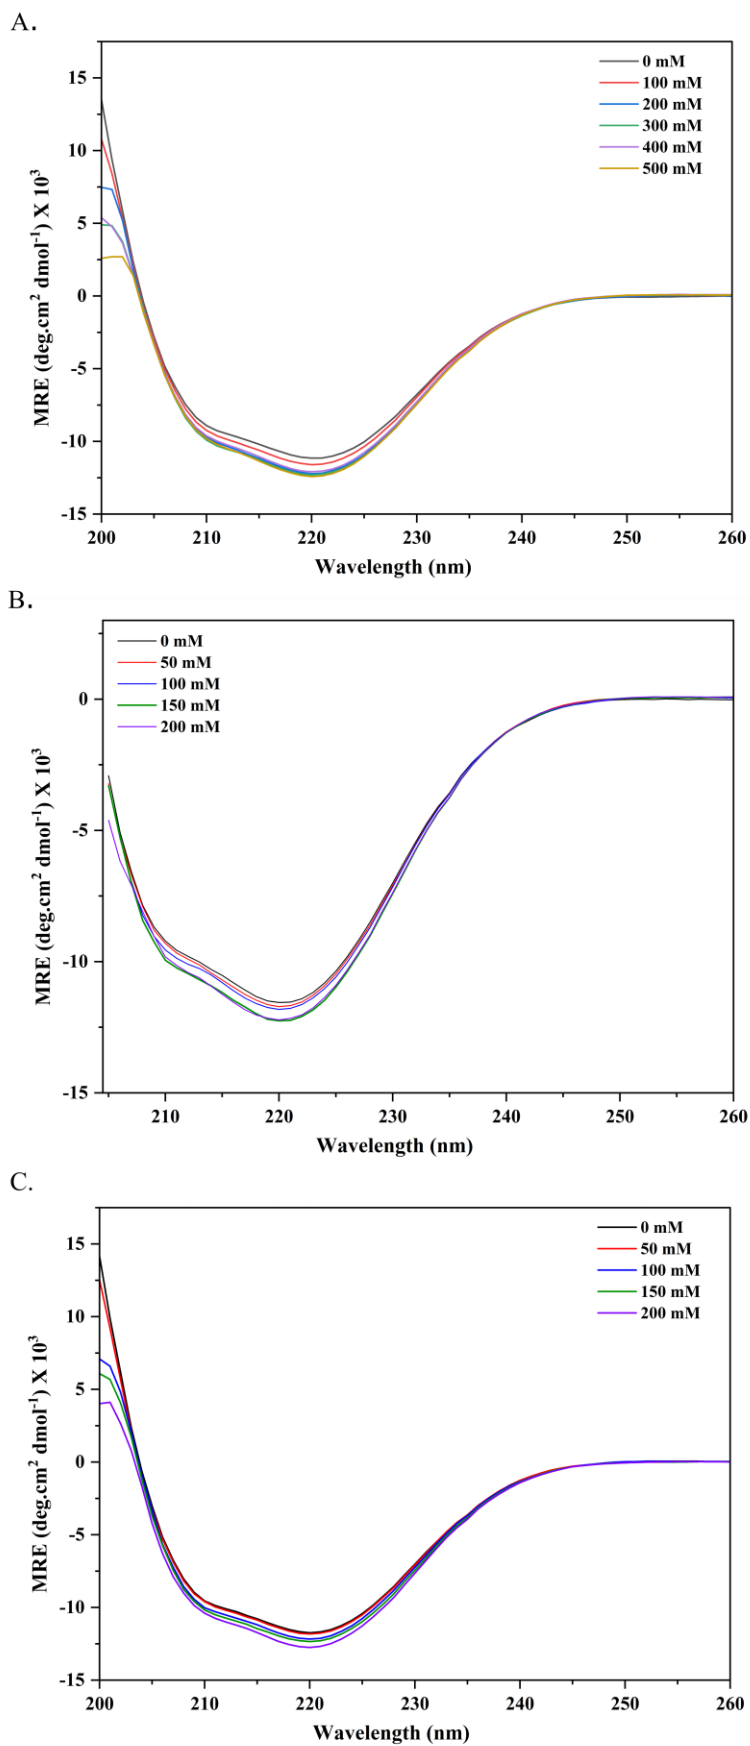 A.
0 mM
100 mM
200 mM
300 mM
400 mM
500 mM
15
10
5
0
-5
-10
-15
MRE (deg.cm² dmol⁻¹) X 10³
200 210 220 230 240 250 260
Wavelength (nm)
B.
0 mM
50 mM
100 mM
150 mM
200 mM
0
-5
-10
-15
MRE (deg.cm² dmol⁻¹) X 10³
210 220 230 240 250 260
Wavelength (nm)
C.
0 mM
50 mM
100 mM
150 mM
200 mM
15
10
5
0
-5
-10
-15
MRE (deg.cm² dmol⁻¹) X 10³
200 210 220 230 240 250 260
Wavelength (nm)